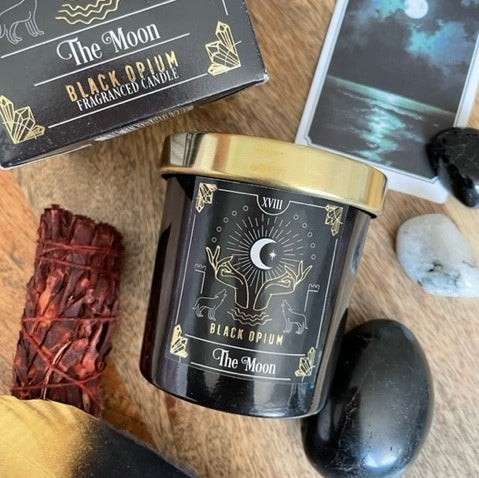 The Moon
BLACK OPIUM
FRAGRANCED CANDLE
XVIII
BLACK OPIUM
The Moon